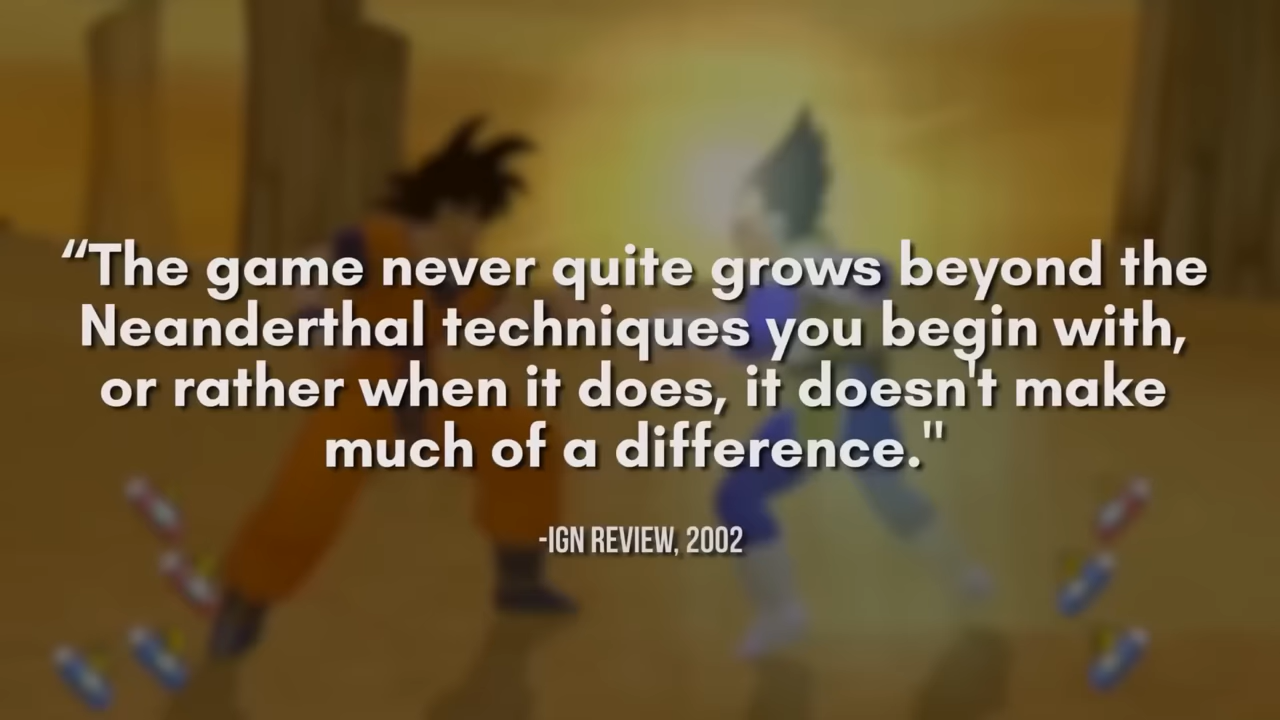 “The game never quite grows beyond the
Neanderthal techniques you begin with,
or rather when it does, it doesn't make
much of a difference."
-IGN REVIEW, 2002